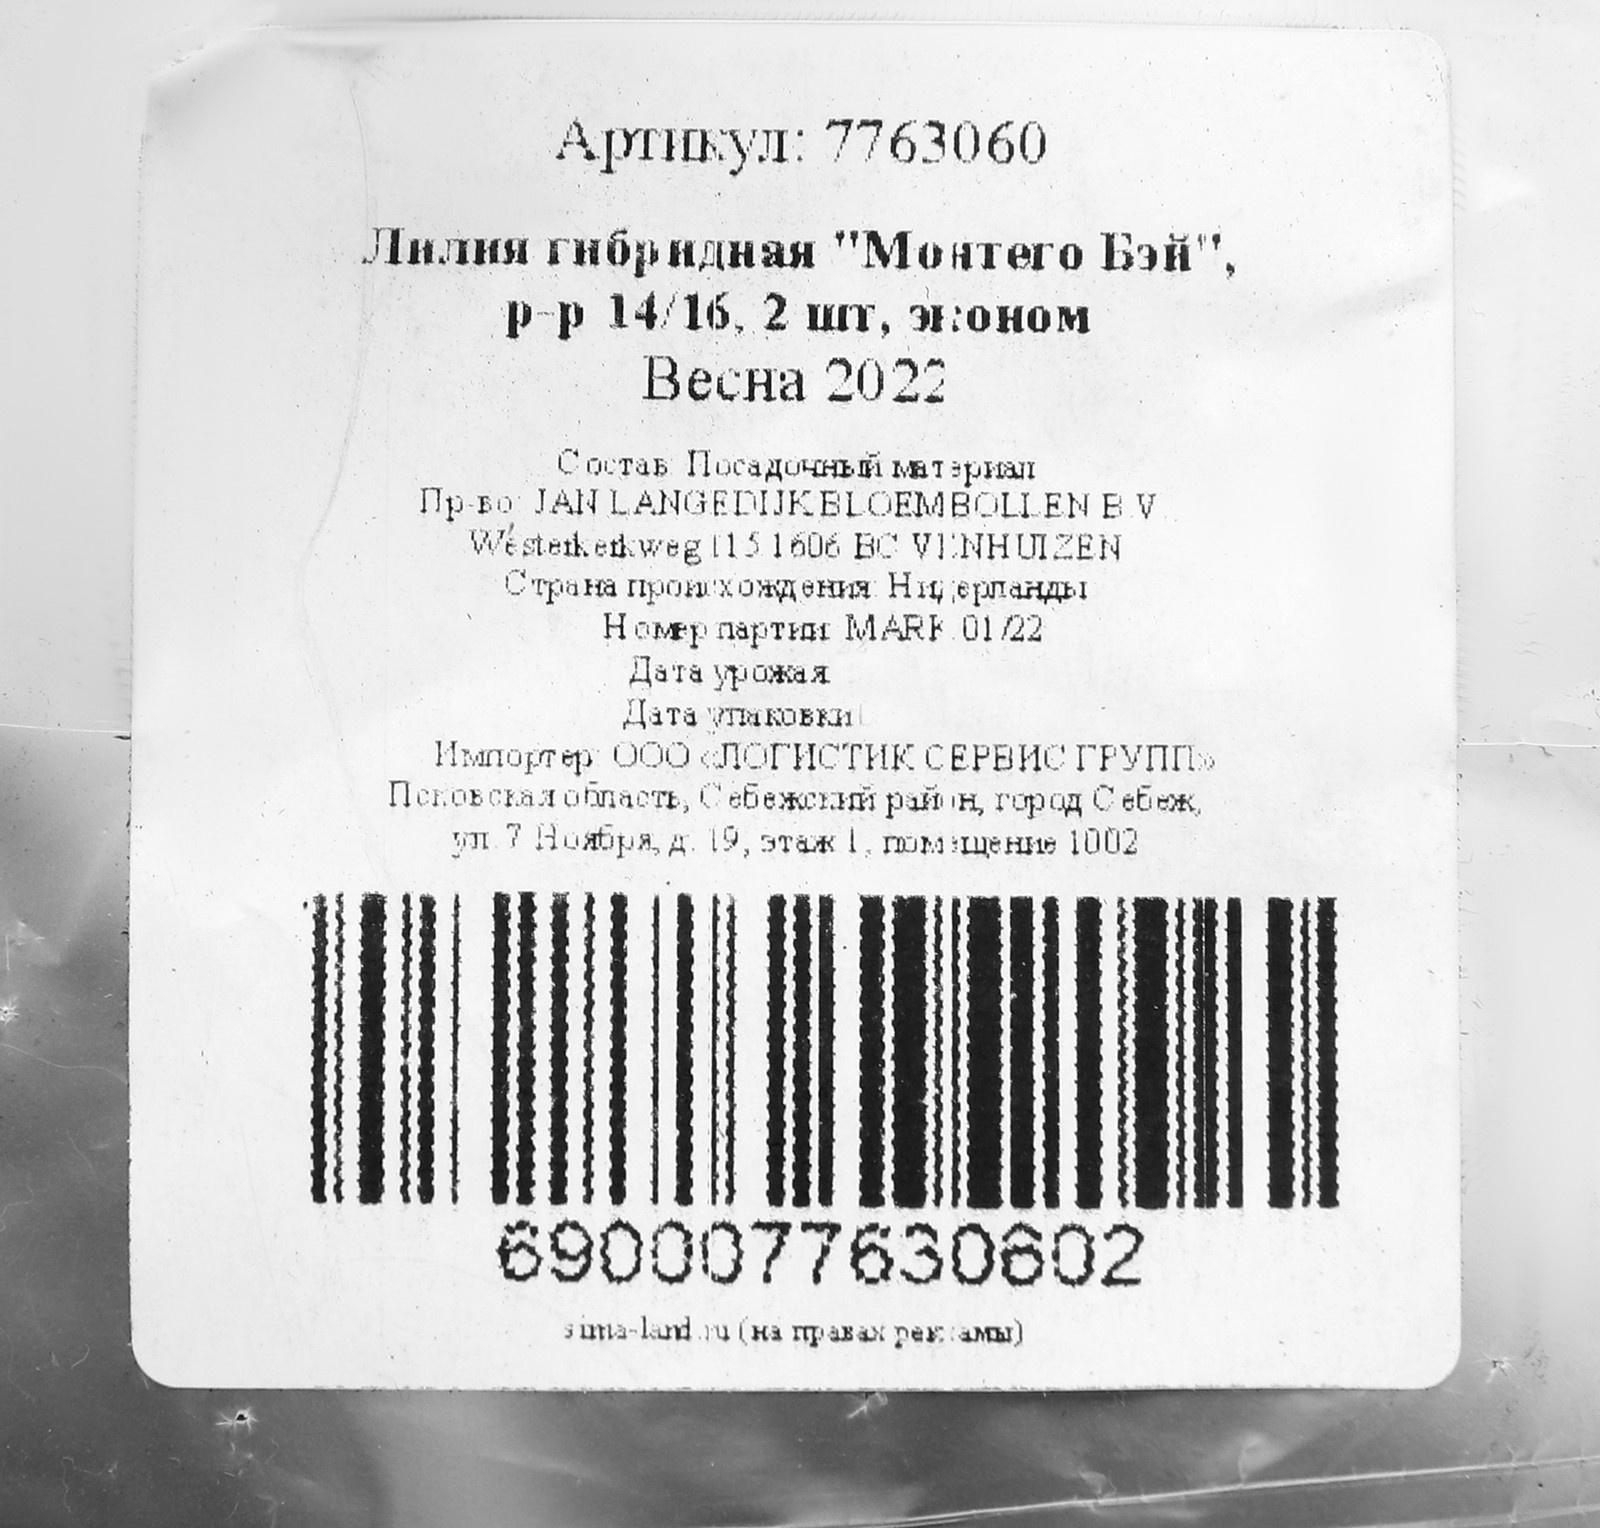 Артикул: 7763060
Лилия гибридная "Монтего Бэй",
р-р 14/16, 2 шт, эконом
Весна 2022
Состав: Посадочный материал
Пр-во: JAN LANGEDIJK BLOEMBOLLEN B.V.
Westerkerkweg 115 1606 BC VENHUIZEN
Страна происхождения: Нидерланды
Номер партии: MARK 01/22
Дата урожая
Дата упаковки
Импортер: ООО «ЛОГИСТИК СЕРВИС ГРУПП»
Псковская область, Себежский район, город Себеж,
ул. 7 Ноября, д. 19, этаж 1, помещение 1002
6900077630602
sima-land.ru (на правах рекламы)